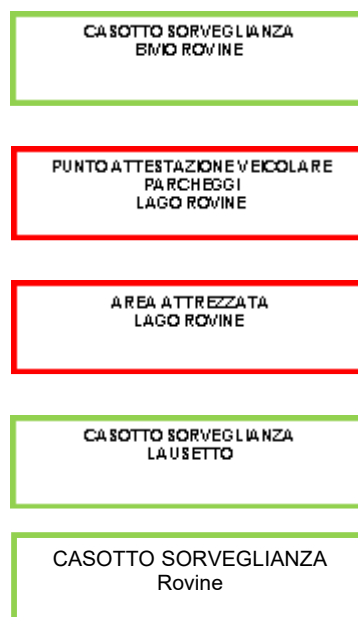 CASOTTO SORVEGLIANZA
BIVIO ROVINE
PUNTO ATTESTAZIONE VEICOLARE
PARCHEGGI
LAGO ROVINE
AREA ATTREZZATA
LAGO ROVINE
CASOTTO SORVEGLIANZA
LAUSETTO
CASOTTO SORVEGLIANZA
Rovine